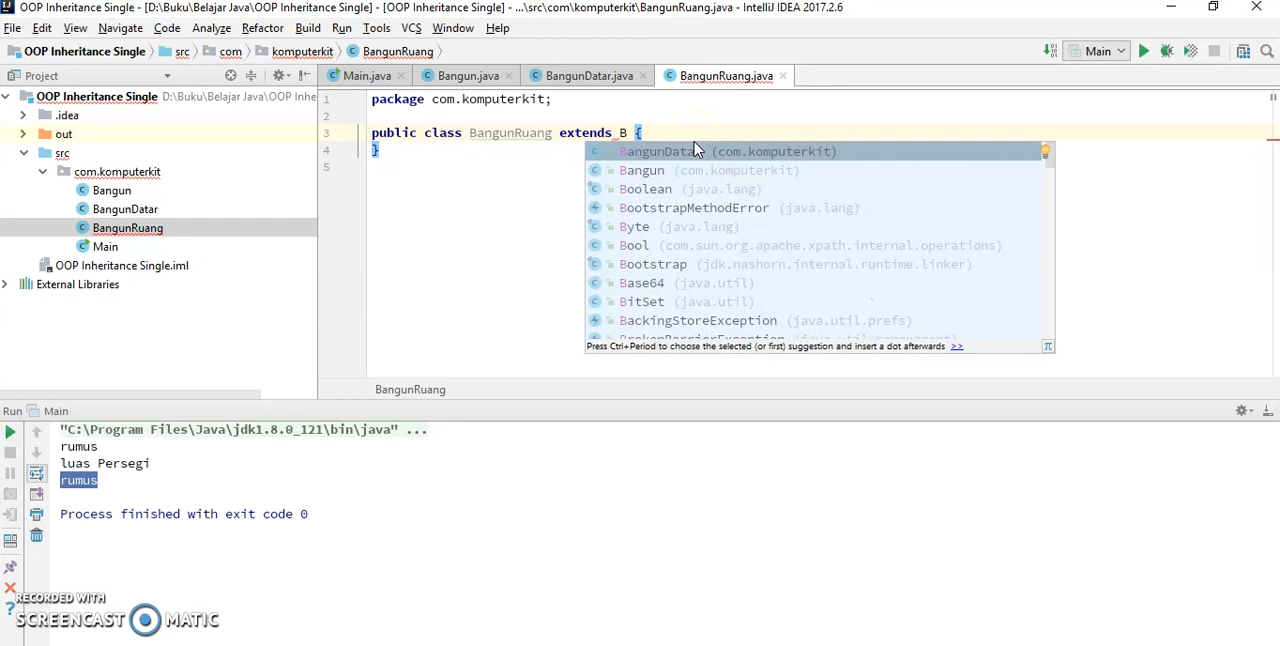 OOP Inheritance Single - [D:\Buku\Belajar Java\OOP Inheritance Single] - [OOP Inheritance Single] - ...\src\com\komputerkit\BangunRuang.java - IntelliJ IDEA 2017.2.6
File Edit View Navigate Code Analyze Refactor Build Run Tools VCS Window Help
OOP Inheritance Single src com komputerkit BangunRuang Main
Project
Main.java Bangun.java BangunDatar.java BangunRuang.java
OOP Inheritance Single D:\Buku\Belajar Java\OOP Inhe
.idea
out
src
com.komputerkit
Bangun
BangunDatar
BangunRuang
Main
OOP Inheritance Single.iml
External Libraries
1 package com.komputerkit;
2
3 public class BangunRuang extends B {
4 }
5
BangunData (com.komputerkit)
Bangun (com.komputerkit)
Boolean (java.lang)
BootstrapMethodError (java.lang)
Byte (java.lang)
Bool (com.sun.org.apache.xpath.internal.operations)
Bootstrap (jdk.nashorn.internal.runtime.linker)
Base64 (java.util)
BitSet (java.util)
BackingStoreException (java.util.prefs)
BrokenBarrierException (java.util.concurrent)
Press Ctrl+Period to choose the selected (or first) suggestion and insert a dot afterwards >>
BangunRuang
Run Main
"C:\Program Files\Java\jdk1.8.0_121\bin\java" ...
rumus
luas Persegi
rumus
Process finished with exit code 0
RECORDED WITH
SCREENCAST MATIC